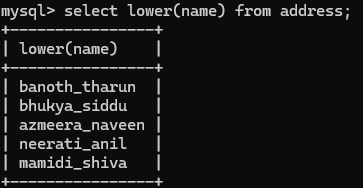 mysql> select lower(name) from address;
+----------------+
| lower(name)    |
+----------------+
| banoth_tharun  |
| bhukya_siddu   |
| azmeera_naveen |
| neerati_anil   |
| mamidi_shiva   |
+----------------+